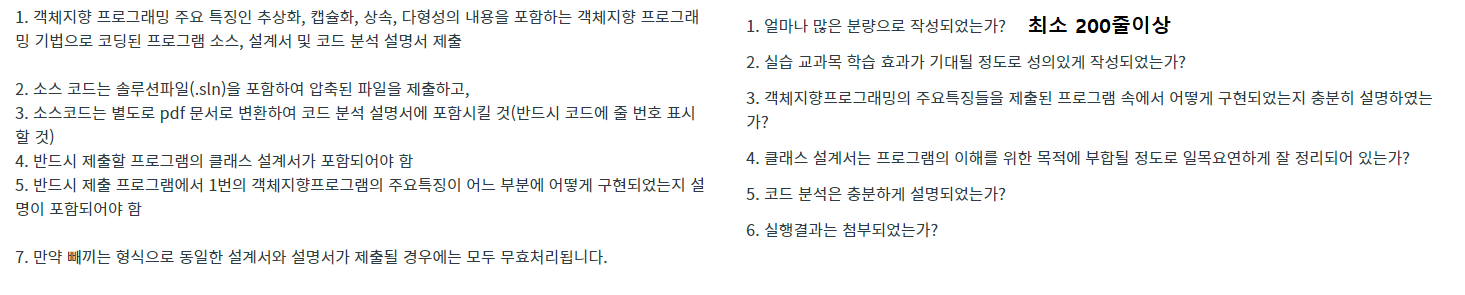 1. 객체지향 프로그래밍 주요 특징인 추상화, 캡슐화, 상속, 다형성의 내용을 포함하는 객체지향 프로그래
밍 기법으로 코딩된 프로그램 소스, 설계서 및 코드 분석 설명서 제출
2. 소스 코드는 솔루션파일(.sln)을 포함하여 압축된 파일을 제출하고,
3. 소스코드는 별도로 pdf 문서로 변환하여 코드 분석 설명서에 포함시킬 것(반드시 코드에 줄 번호 표시
할 것)
4. 반드시 제출할 프로그램의 클래스 설계서가 포함되어야 함
5. 반드시 제출 프로그램에서 1번의 객체지향프로그램의 주요특징이 어느 부분에 어떻게 구현되었는지 설
명이 포함되어야 함
7. 만약 빼끼는 형식으로 동일한 설계서와 설명서가 제출될 경우에는 모두 무효처리됩니다.
1. 얼마나 많은 분량으로 작성되었는가? 최소 200줄이상
2. 실습 교과목 학습 효과가 기대될 정도로 성의있게 작성되었는가?
3. 객체지향프로그래밍의 주요특징들을 제출된 프로그램 속에서 어떻게 구현되었는지 충분히 설명하였는
가?
4. 클래스 설계서는 프로그램의 이해를 위한 목적에 부합될 정도로 일목요연하게 잘 정리되어 있는가?
5. 코드 분석은 충분하게 설명되었는가?
6. 실행결과는 첨부되었는가?